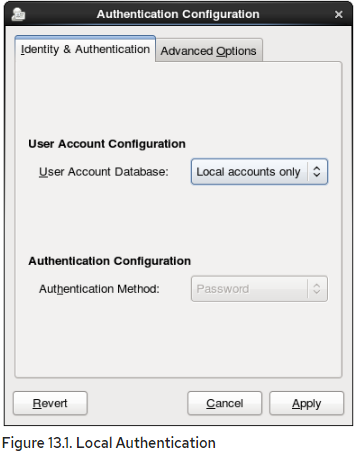 Authentication Configuration
Identity & Authentication
Advanced Options
User Account Configuration
User Account Database: Local accounts only
Authentication Configuration
Authentication Method: Password
Revert Cancel Apply
Figure 13.1. Local Authentication